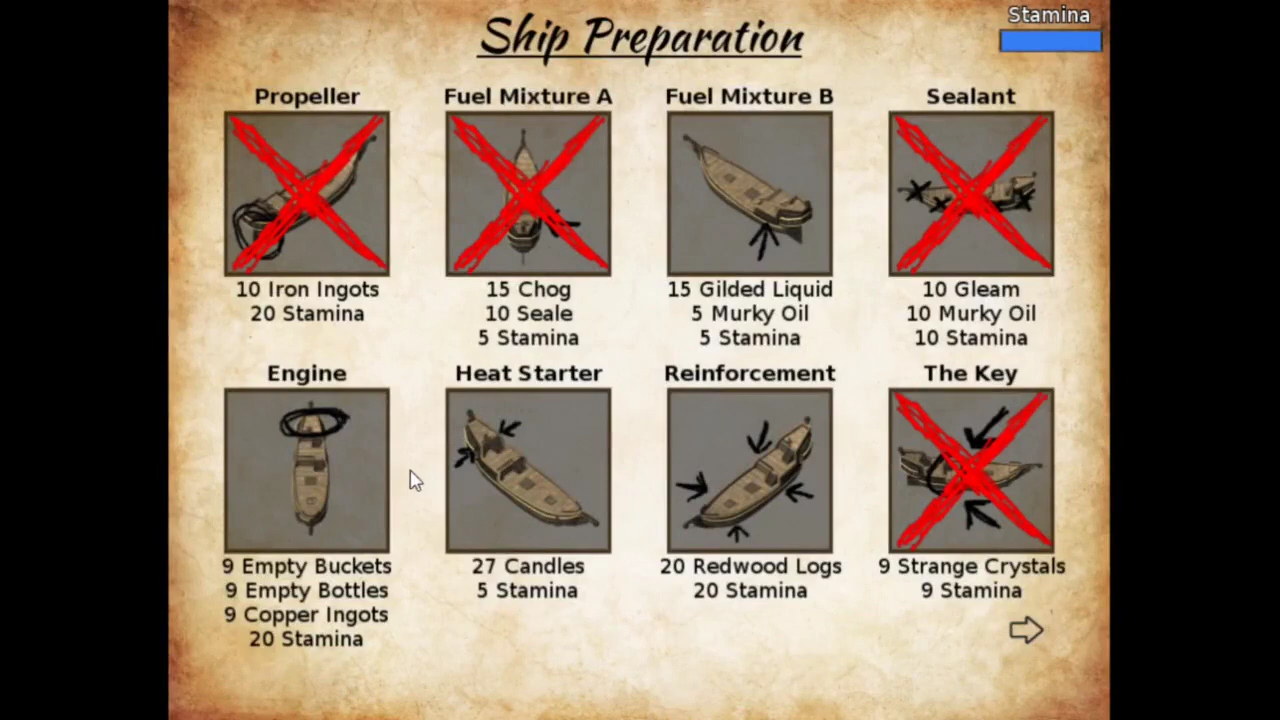 Ship Preparation
Stamina
Propeller
Fuel Mixture A
Fuel Mixture B
Sealant
10 Iron Ingots
20 Stamina
15 Chog
10 Seale
5 Stamina
15 Gilded Liquid
5 Murky Oil
5 Stamina
10 Gleam
10 Murky Oil
10 Stamina
Engine
Heat Starter
Reinforcement
The Key
9 Empty Buckets
9 Empty Bottles
9 Copper Ingots
20 Stamina
27 Candles
5 Stamina
20 Redwood Logs
20 Stamina
9 Strange Crystals
9 Stamina